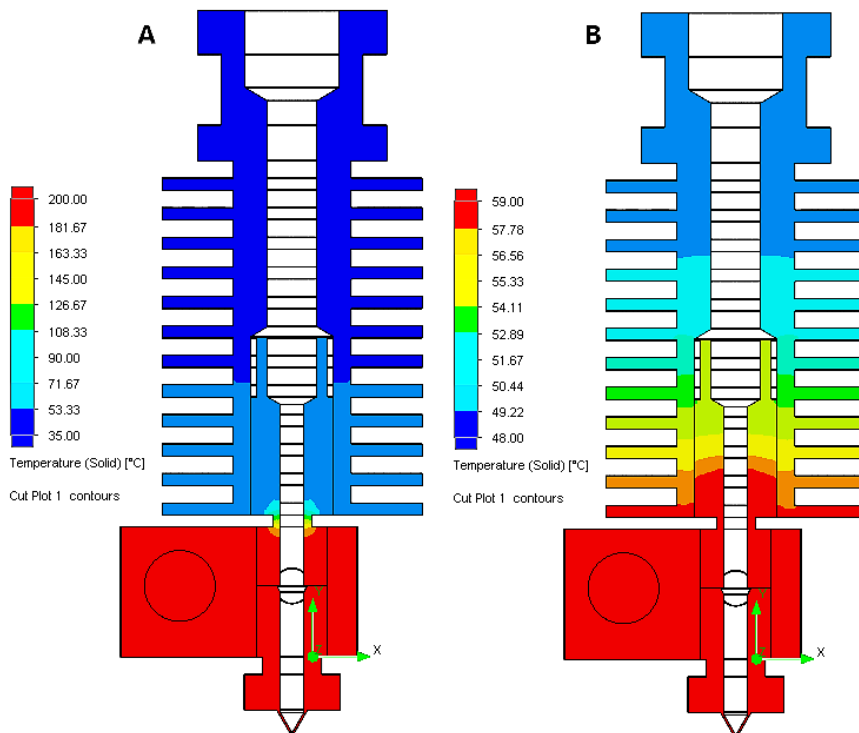 A
B
200.00
181.67
163.33
145.00
126.67
108.33
90.00
71.67
53.33
35.00
Temperature (Solid) [°C]
Cut Plot 1 contours
59.00
57.78
56.56
55.33
54.11
52.89
51.67
50.44
49.22
48.00
Temperature (Solid) [°C]
Cut Plot 1 contours
Y
X
Y
X